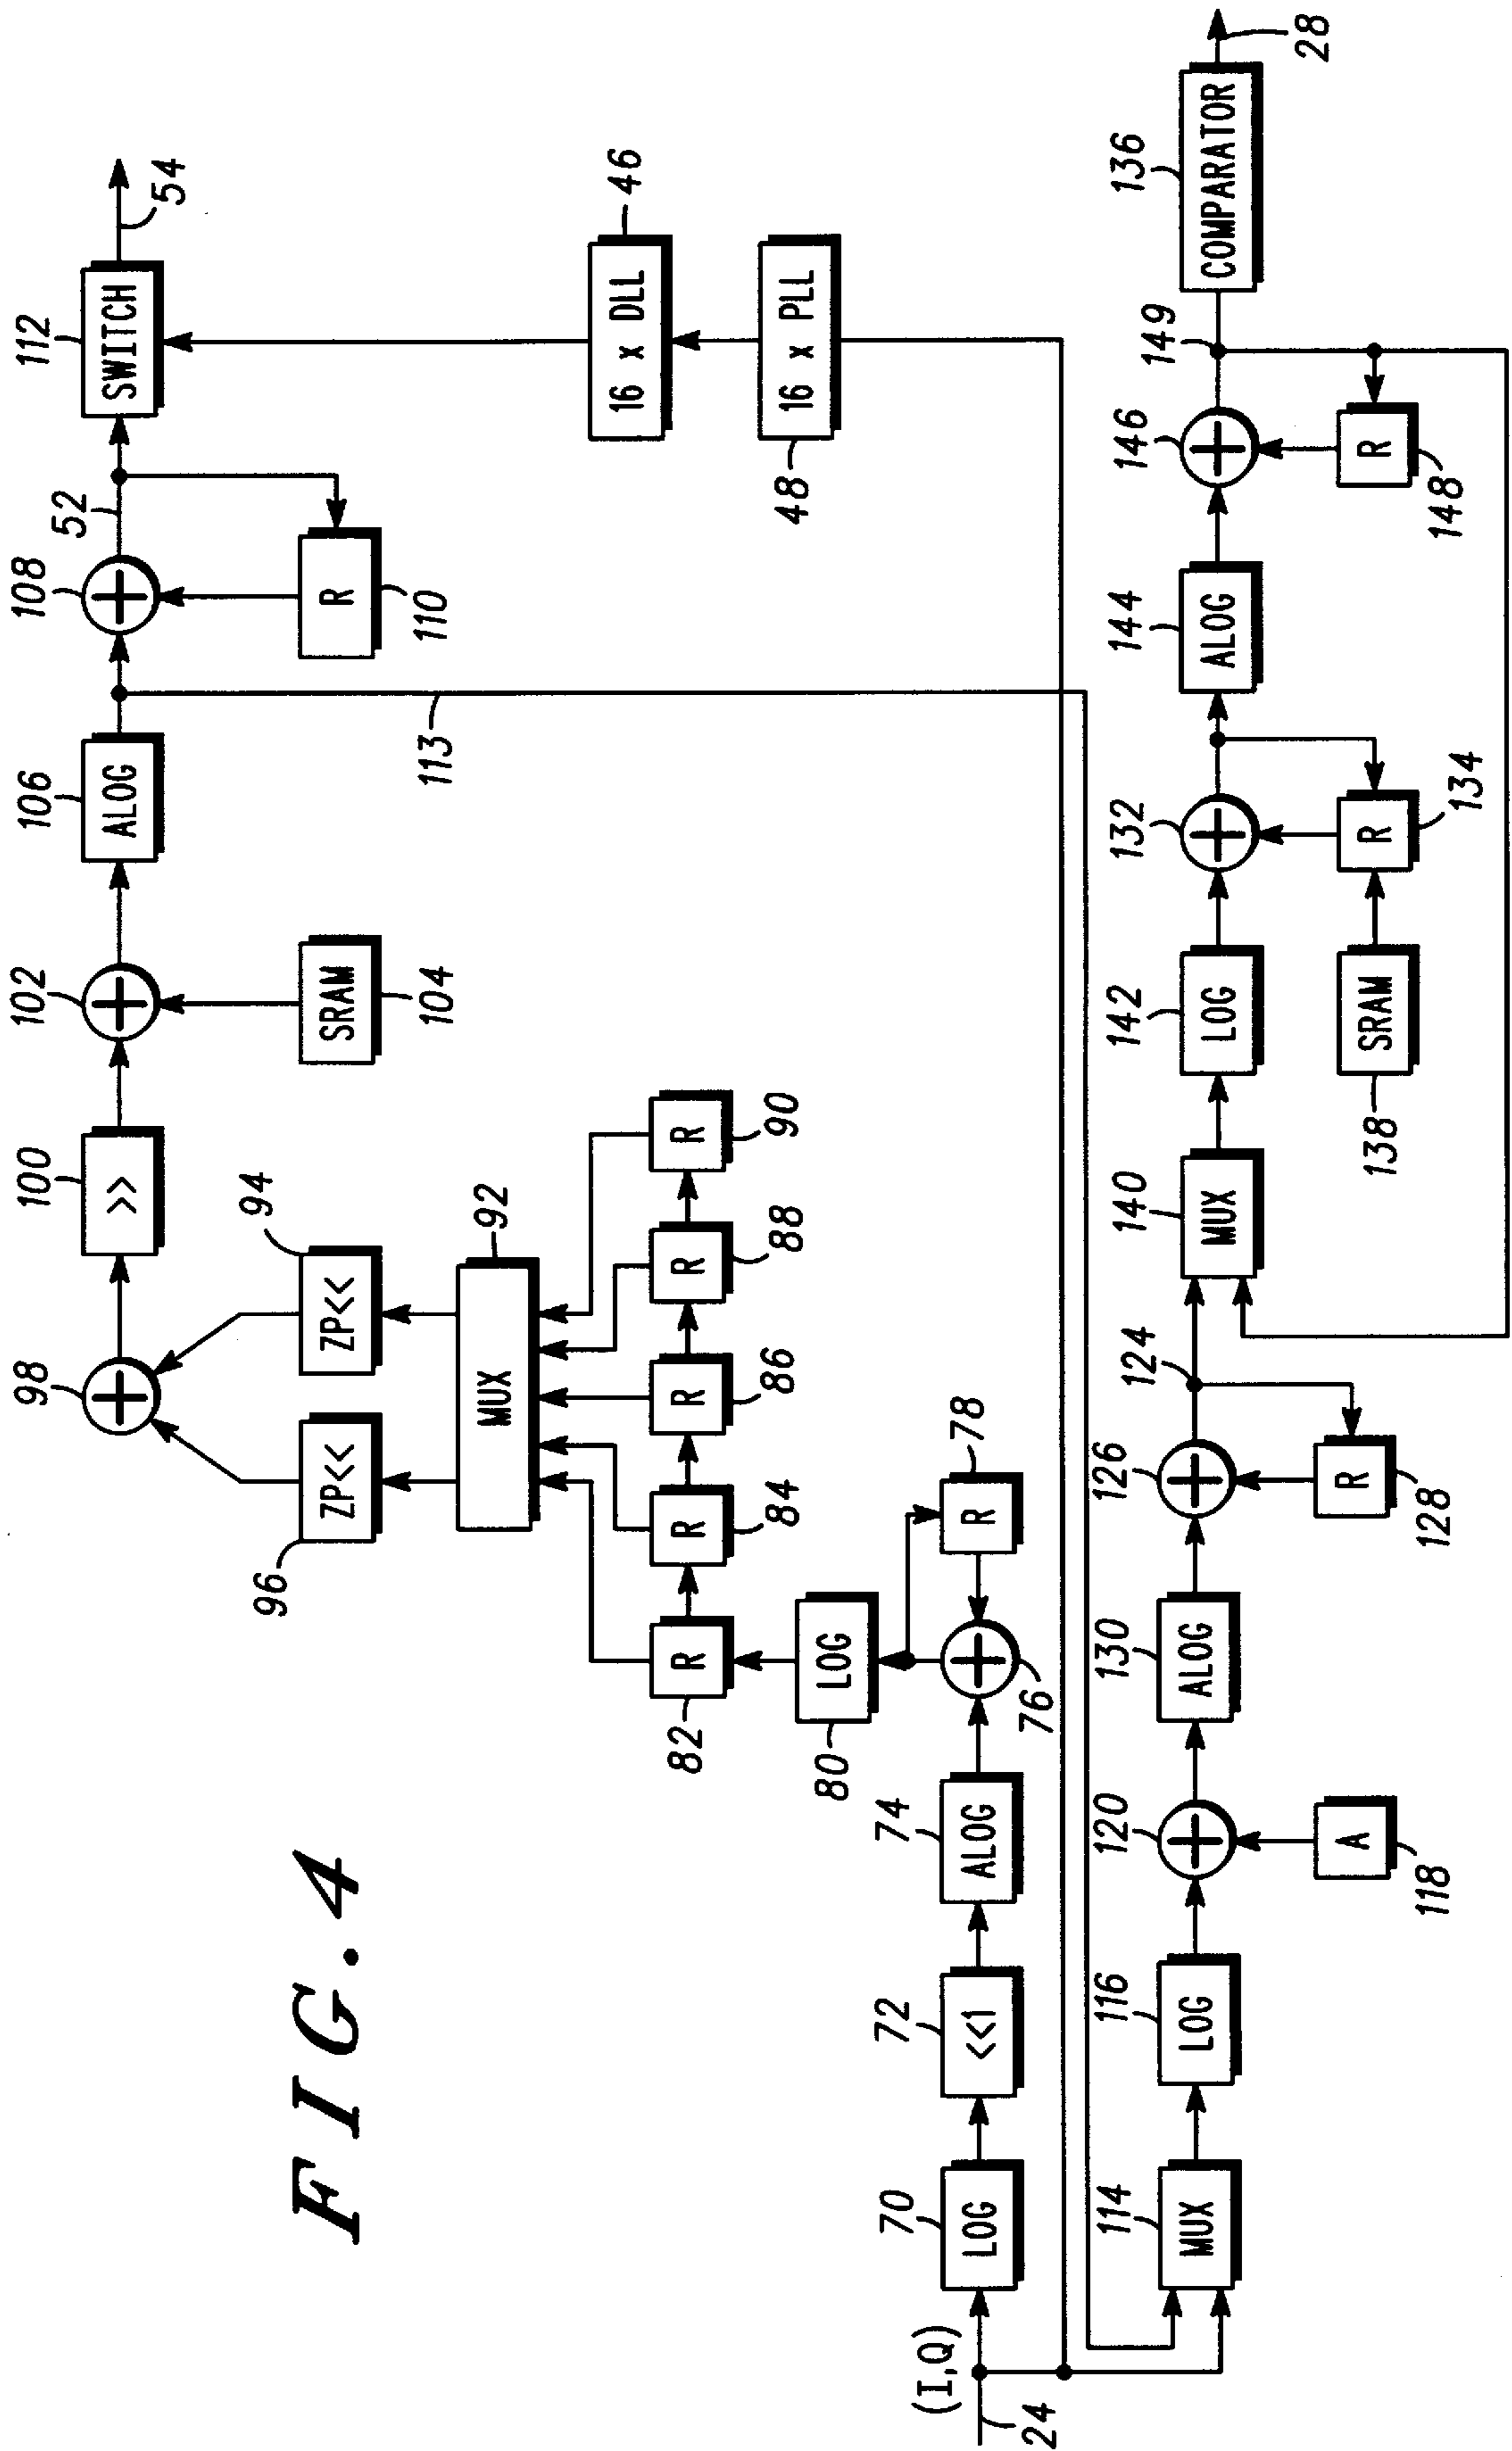 FIG.4
112
SWITCH
54
108
52
R
110
106
ALOG
113
102
SRAM
104
100
>>
98
94
ZP<<
96
ZP<<
92
MUX
16 x DLL
46
16 x PLL
48
R
82
R
84
R
86
R
88
R
90
80
LOG
78
R
76
(I,Q)
24
70
LOG
72
<<1
74
ALOG
114
MUX
116
LOG
120
A
118
130
ALOG
126
124
R
128
140
MUX
142
LOG
132
R
134
SRAM
138
144
ALOG
146
149
R
148
136
COMPARATOR
28